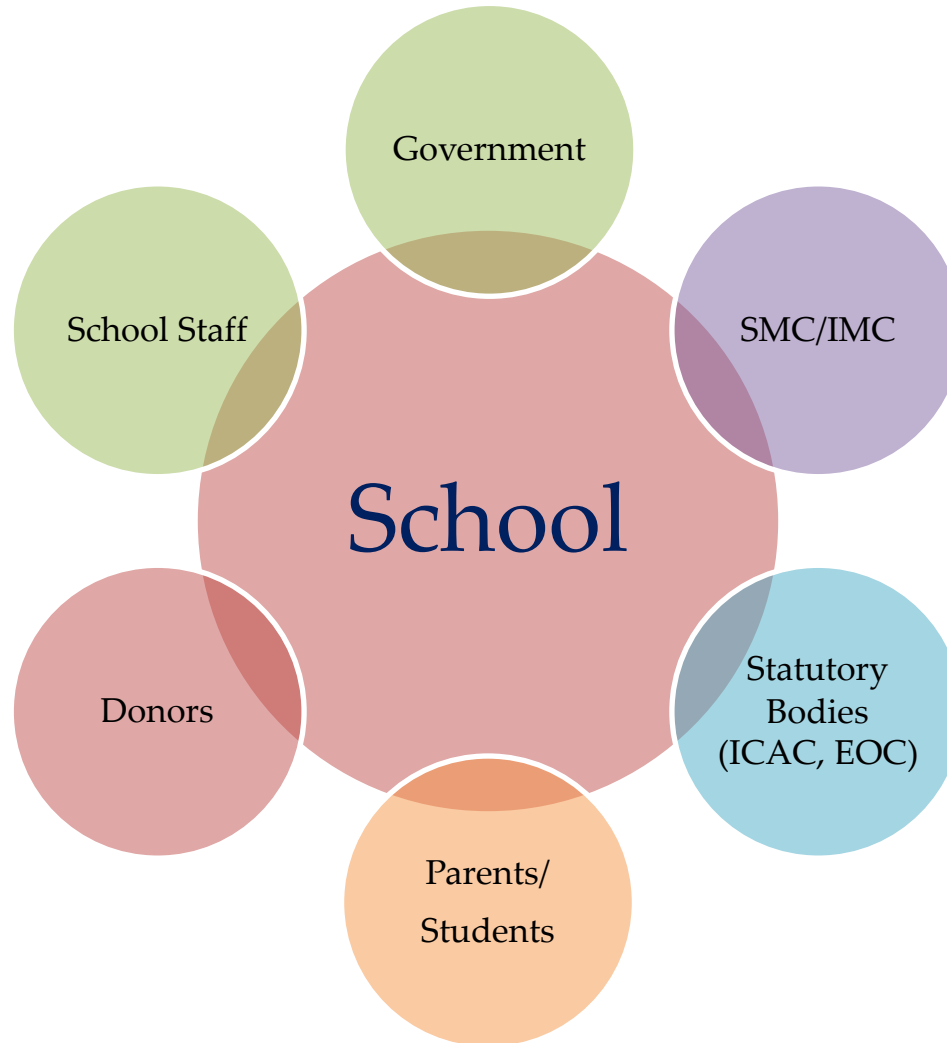 Government
School Staff
SMC/IMC
School
Donors
Statutory
Bodies
(ICAC, EOC)
Parents/
Students